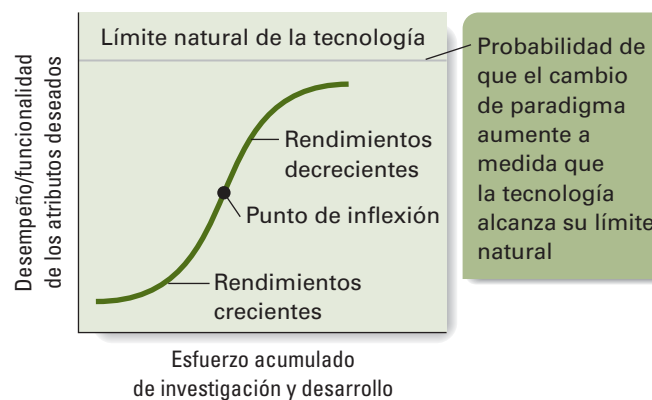 Límite natural de la tecnología
Probabilidad de
que el cambio
de paradigma
aumente a
medida que
la tecnología
alcanza su límite
natural
Desempeño/funcionalidad
de los atributos deseados
Rendimientos
decrecientes
Punto de inflexión
Rendimientos
crecientes
Esfuerzo acumulado
de investigación y desarrollo